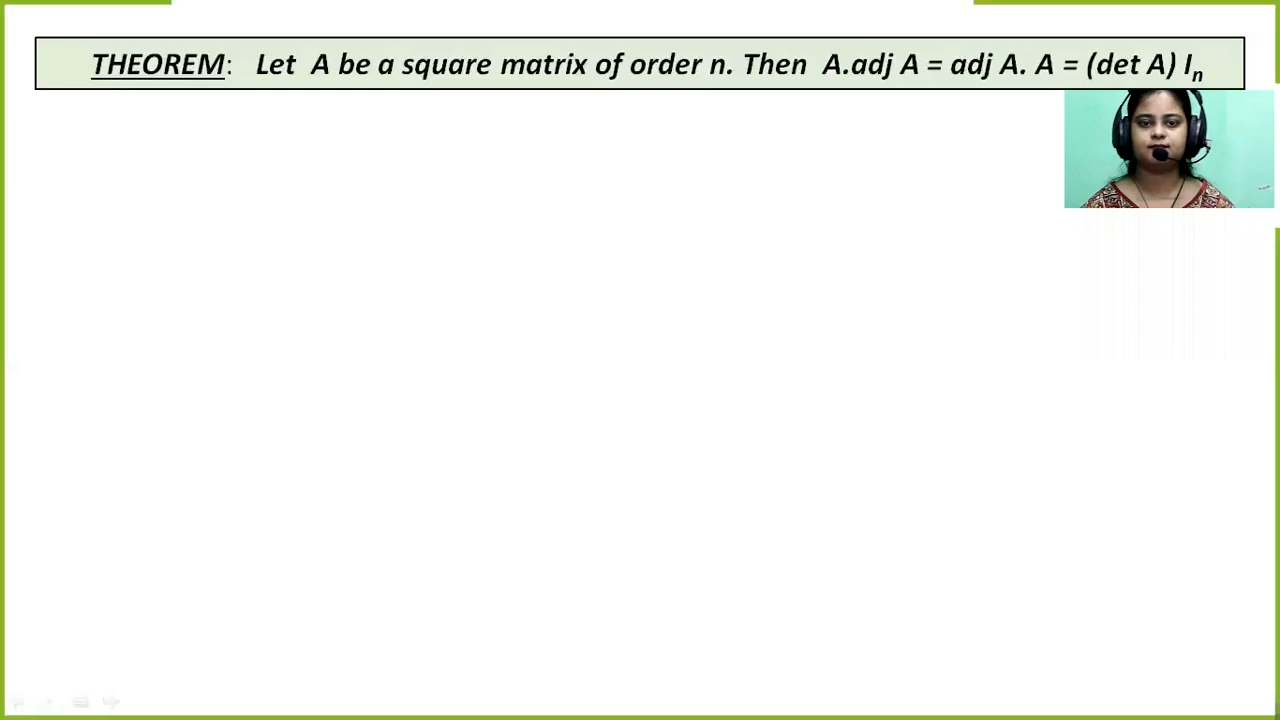 THEOREM: Let A be a square matrix of order n. Then A.adj A = adj A. A = (det A) Iₙ